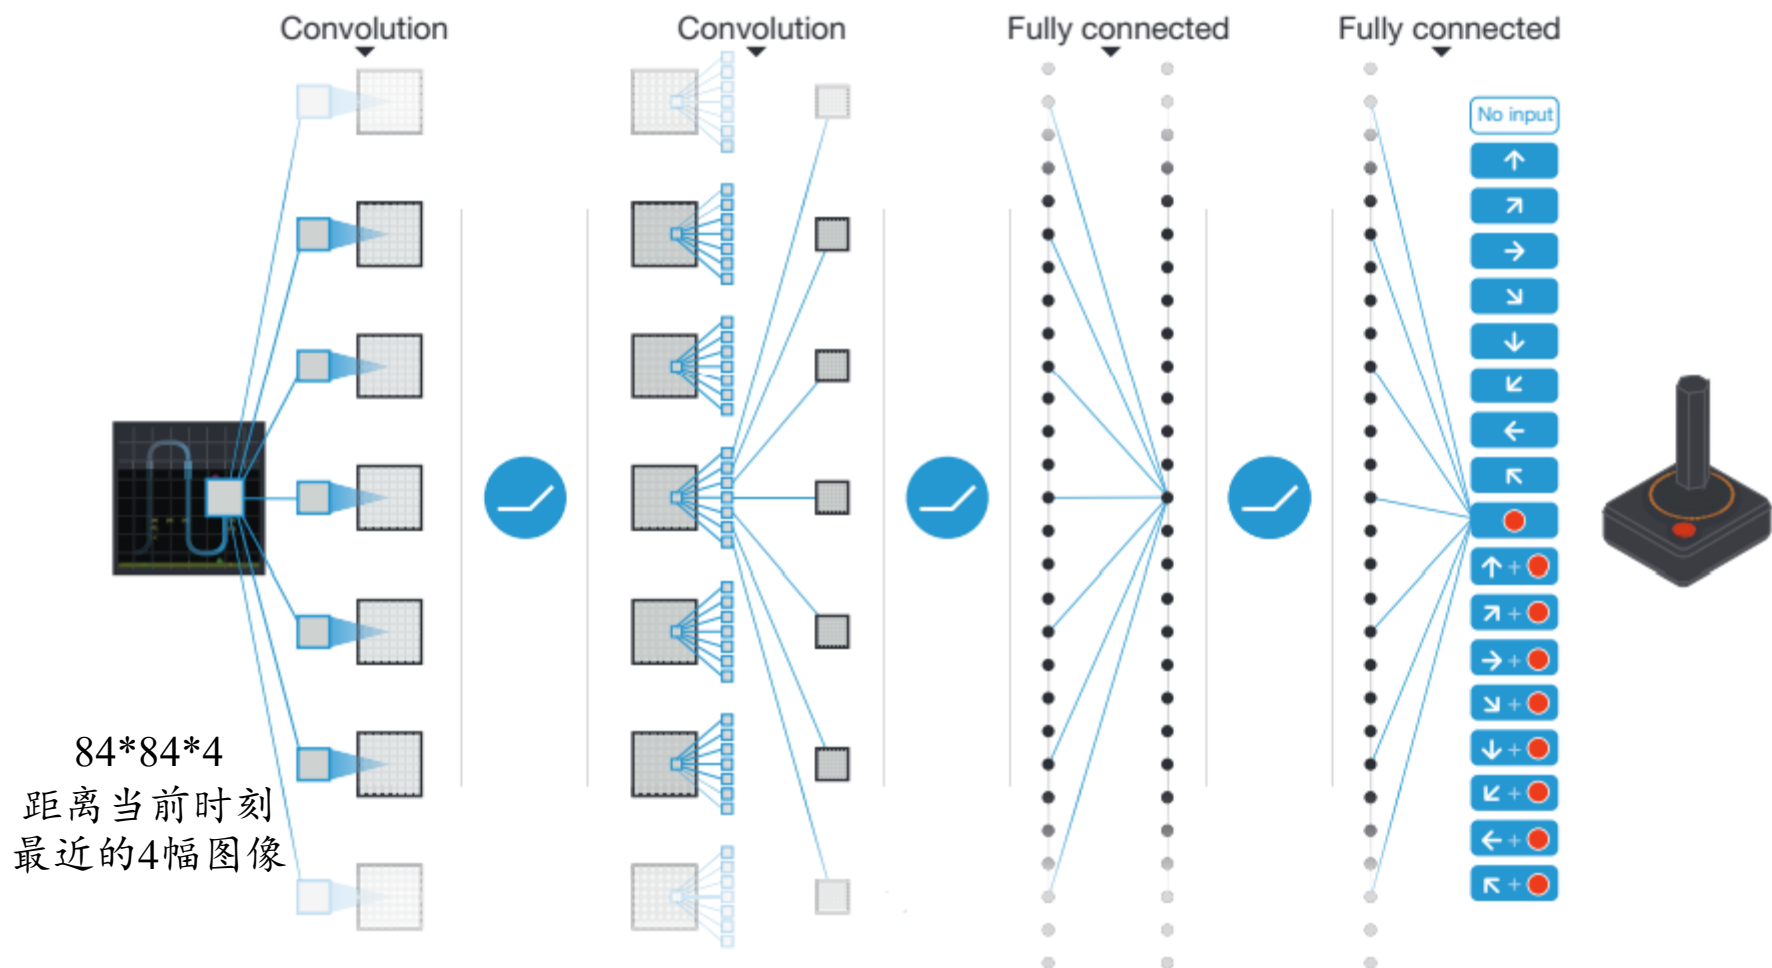 Convolution
Convolution
Fully connected
Fully connected
No input
84*84*4
距离当前时刻
最近的4幅图像